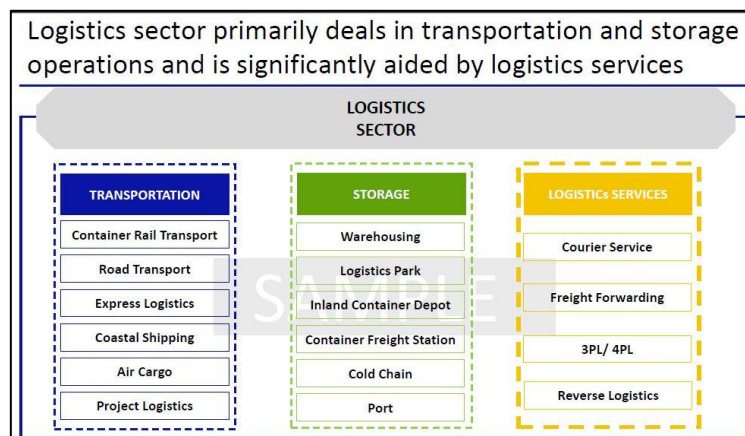 Logistics sector primarily deals in transportation and storage
operations and is significantly aided by logistics services
LOGISTICS
SECTOR
TRANSPORTATION
Container Rail Transport
Road Transport
Express Logistics
Coastal Shipping
Air Cargo
Project Logistics
STORAGE
Warehousing
Logistics Park
Inland Container Depot
Container Freight Station
Cold Chain
Port
LOGISTICs SERVICES
Courier Service
Freight Forwarding
3PL/ 4PL
Reverse Logistics
SAMPLE